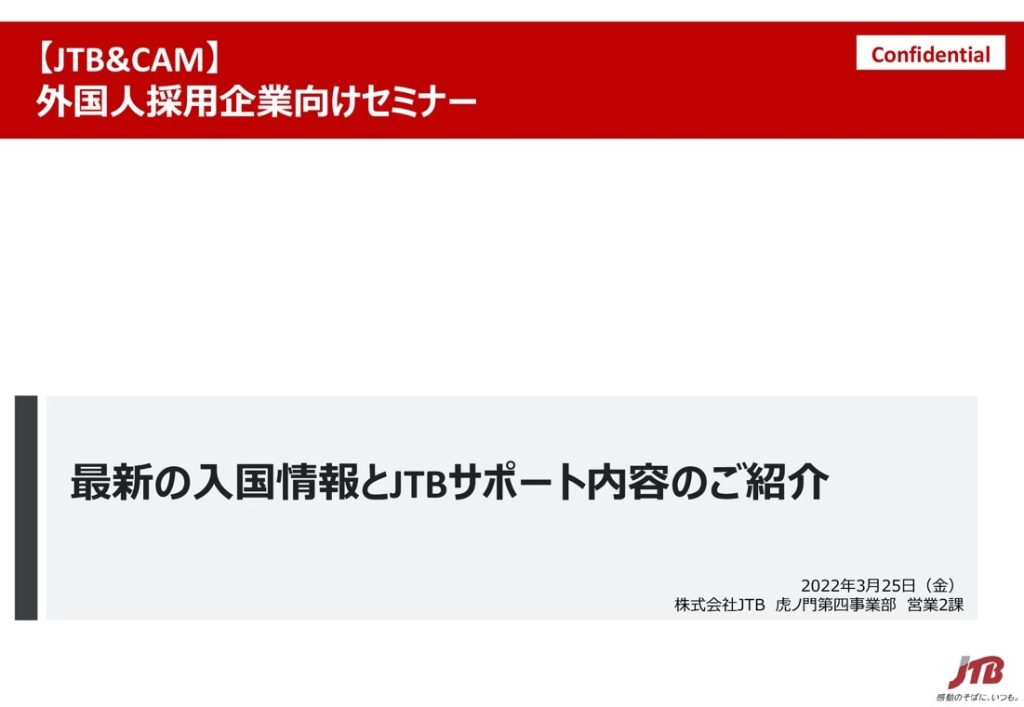 【JTB&CAM】
Confidential
外国人採用企業向けセミナー
最新の入国情報とJTBサポート内容のご紹介
2022年3月25日（金）
株式会社JTB 虎ノ門第四事業部 営業2課
JTB
感動のそばに、いつも。